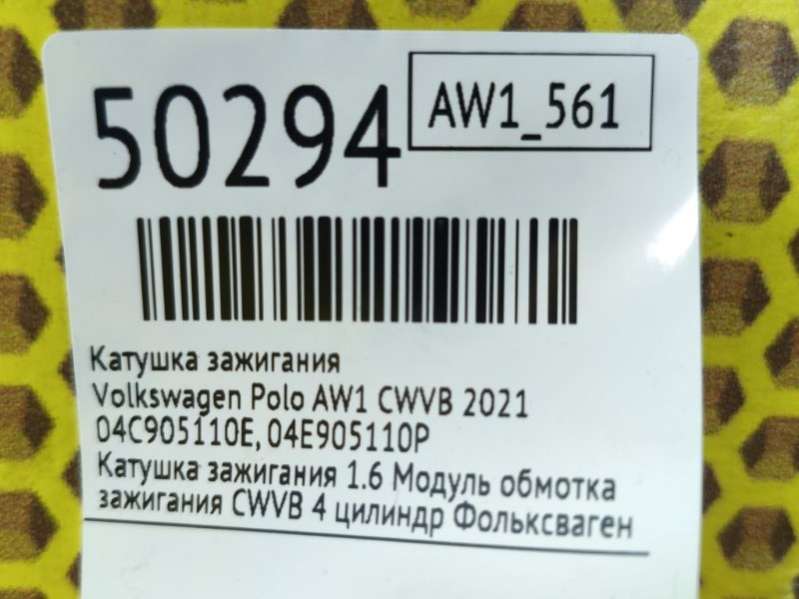 50294
AW1_561
Катушка зажигания
Volkswagen Polo AW1 CWVB 2021
04C905110E, 04E905110P
Катушка зажигания 1.6 Модуль обмотка
зажигания CWVB 4 цилиндр Фольксваген